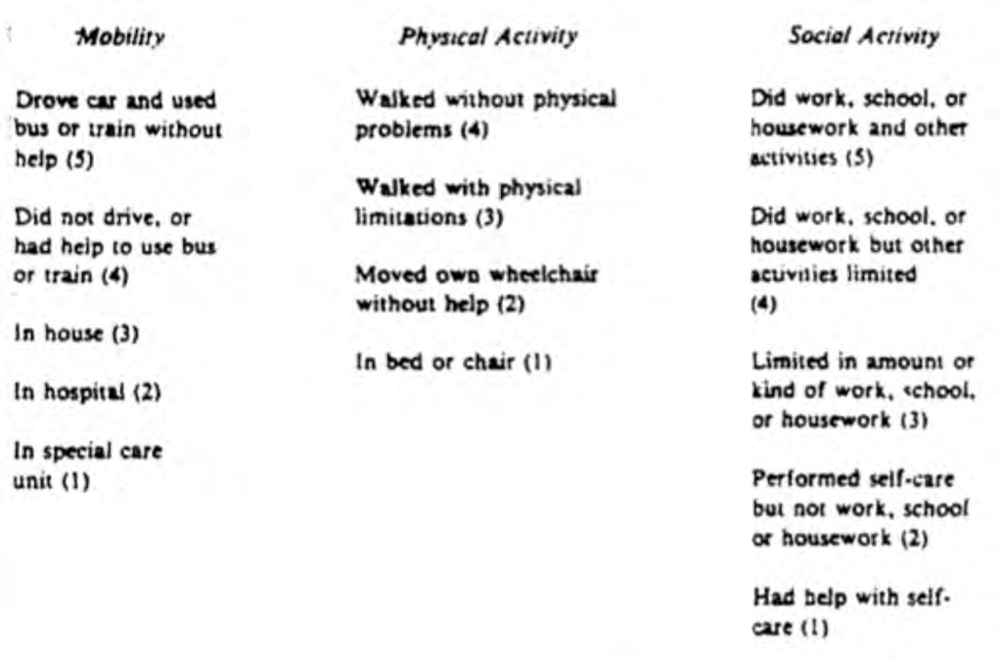 Mobility
Drove car and used
bus or train without
help (5)
Did not drive, or
had help to use bus
or train (4)
In house (3)
In hospital (2)
In special care
unit (1)
Physical Activity
Walked without physical
problems (4)
Walked with physical
limitations (3)
Moved own wheelchair
without help (2)
In bed or chair (1)
Social Activity
Did work, school, or
housework and other
activities (5)
Did work, school, or
housework but other
activities limited
(4)
Limited in amount or
kind of work, school,
or housework (3)
Performed self-care
but not work, school
or housework (2)
Had help with self-
care (1)